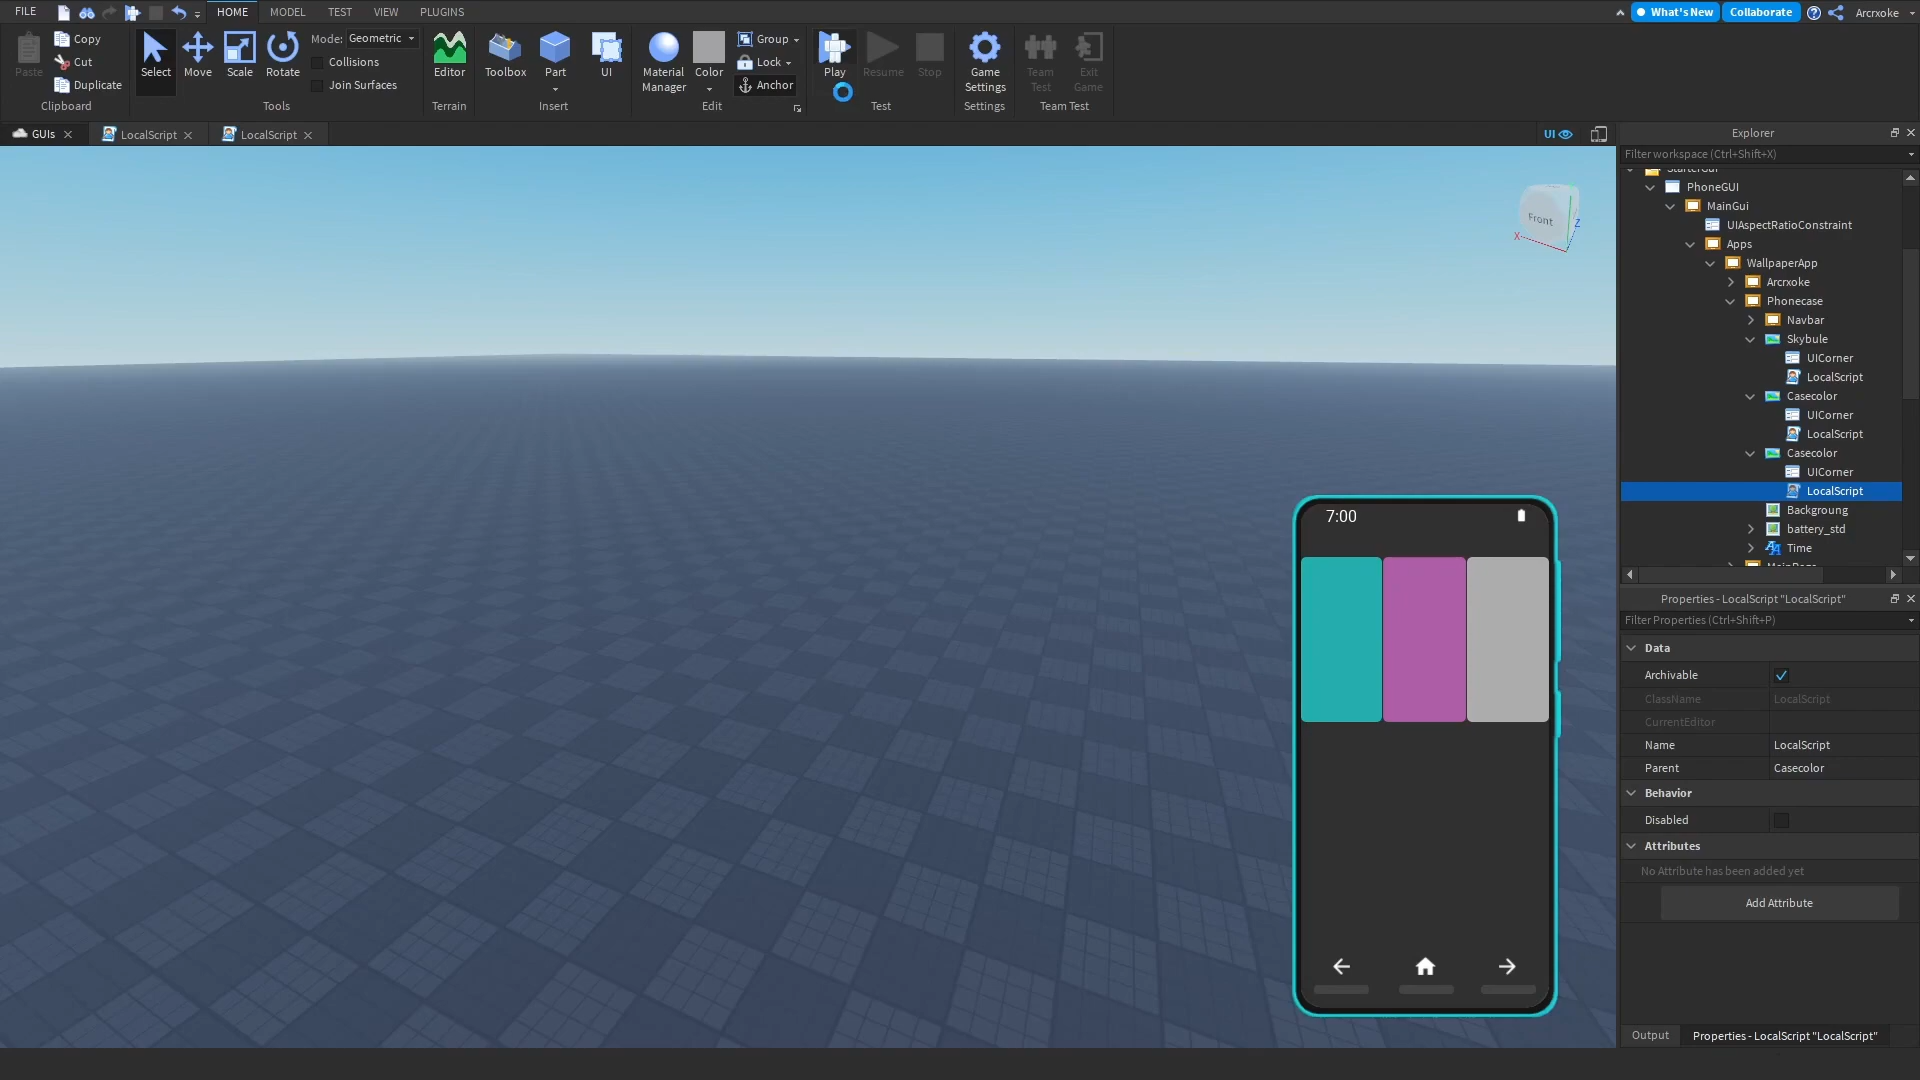 FILE HOME MODEL TEST VIEW PLUGINS What's New Collaborate Arcrxoke
Paste Copy Cut Duplicate Clipboard
Select Move Scale Rotate Mode: Geometric Collisions Join Surfaces Tools
Editor Terrain
Toolbox Part UI Insert
Material Manager Color Group Lock Anchor Edit
Play Resume Stop Test
Game Settings Settings
Team Test Exit Game Team Test
GUIs LocalScript LocalScript UI
Front
X
Z
7:00
Explorer
Filter workspace (Ctrl+Shift+X)
StarterGui
PhoneGUI
MainGui
UIAspectRatioConstraint
Apps
WallpaperApp
Arcrxoke
Phonecase
Navbar
Skybule
UICorner
LocalScript
Casecolor
UICorner
LocalScript
Casecolor
UICorner
LocalScript
Backgroung
battery_std
Time
Properties - LocalScript "LocalScript"
Filter Properties (Ctrl+Shift+P)
Data
Archivable
ClassName LocalScript
CurrentEditor
Name LocalScript
Parent Casecolor
Behavior
Disabled
Attributes
No Attribute has been added yet
Add Attribute
Output Properties - LocalScript "LocalScript"